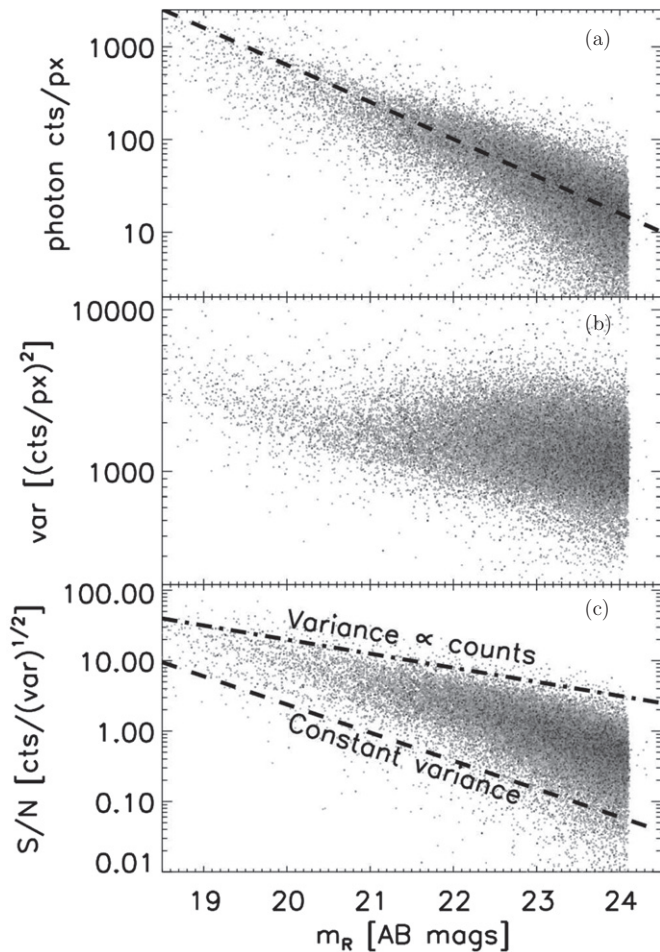 (a)
1000
100
10
photon cts/px
(b)
10000
1000
var [(cts/px)²]
(c)
100.00
10.00
1.00
0.10
0.01
S/N [cts/(var)^1/2]
Variance ∝ counts
Constant variance
19 20 21 22 23 24
m_R [AB mags]